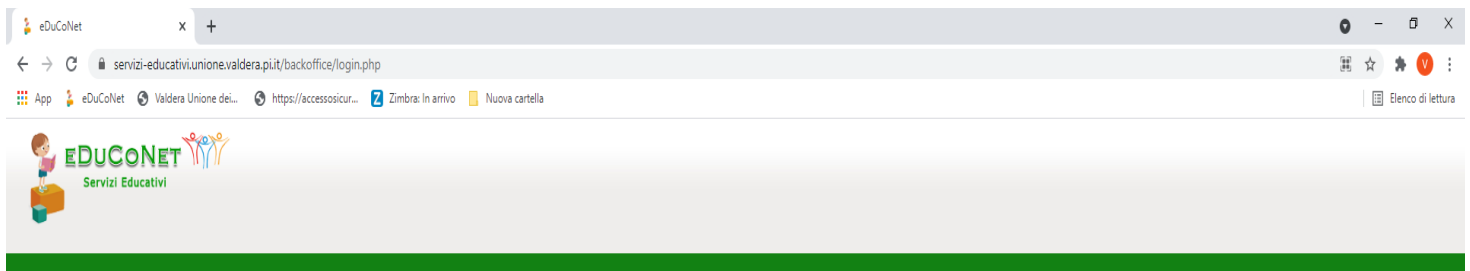 eDuCoNet
servizi-educativi.unione.valdera.pi.it/backoffice/login.php
V
App eDuCoNet Valdera Unione dei... https://accessosicur... Z Zimbra: In arrivo Nuova cartella Elenco di lettura
EDUCONET
Servizi Educativi